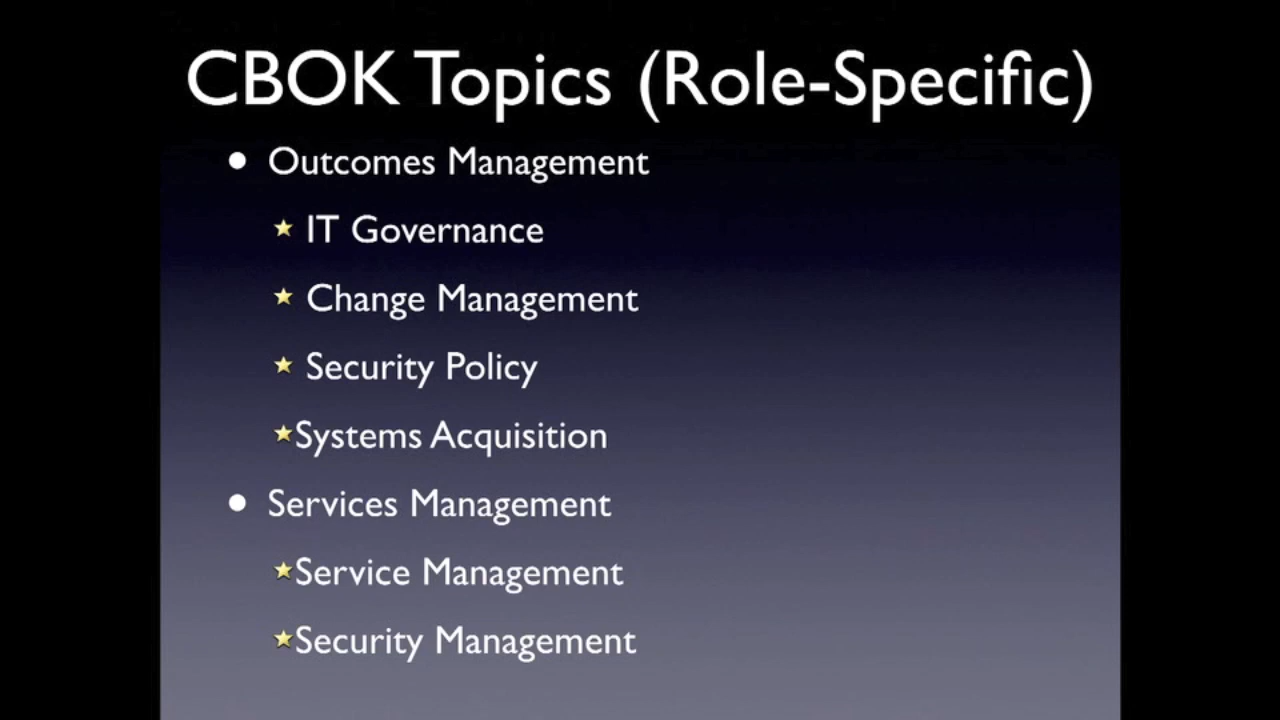 CBOK Topics (Role-Specific)
• Outcomes Management
★ IT Governance
★ Change Management
★ Security Policy
★Systems Acquisition
• Services Management
★Service Management
★Security Management